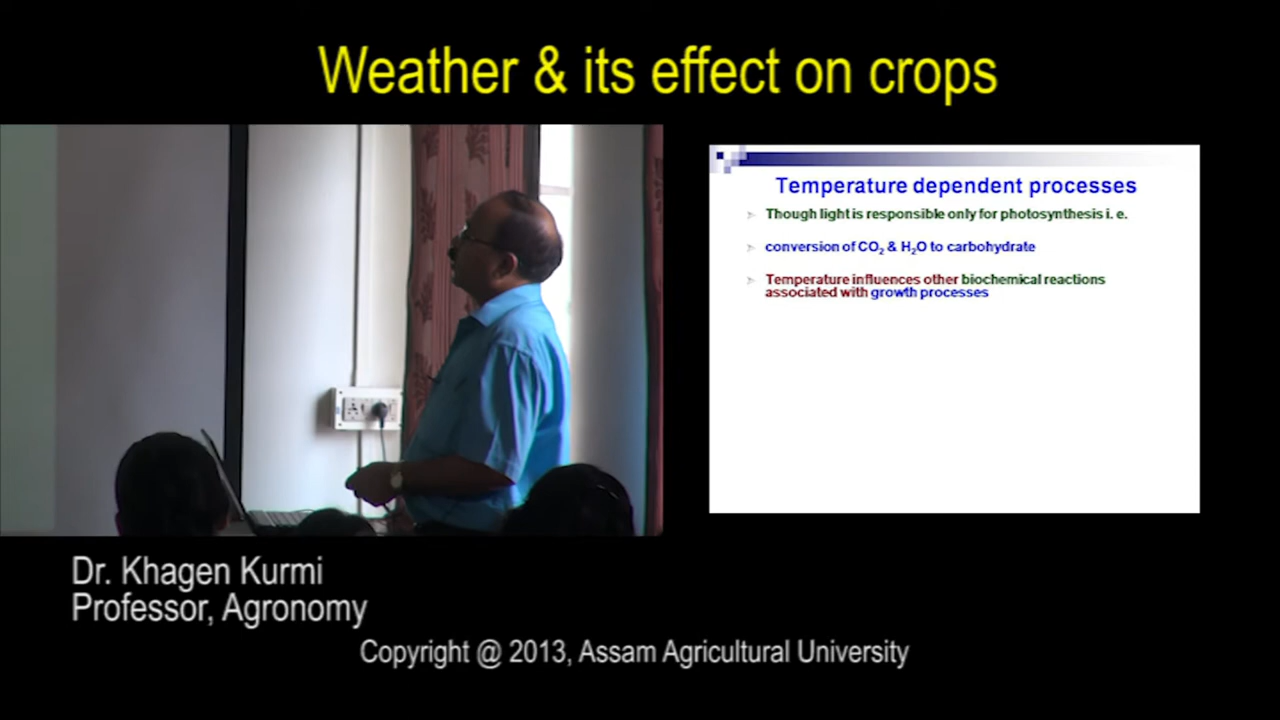 Weather & its effect on crops
Temperature dependent processes
Though light is responsible only for photosynthesis i. e.
conversion of CO₂ & H₂O to carbohydrate
Temperature influences other biochemical reactions
associated with growth processes
Dr. Khagen Kurmi
Professor, Agronomy
Copyright @ 2013, Assam Agricultural University